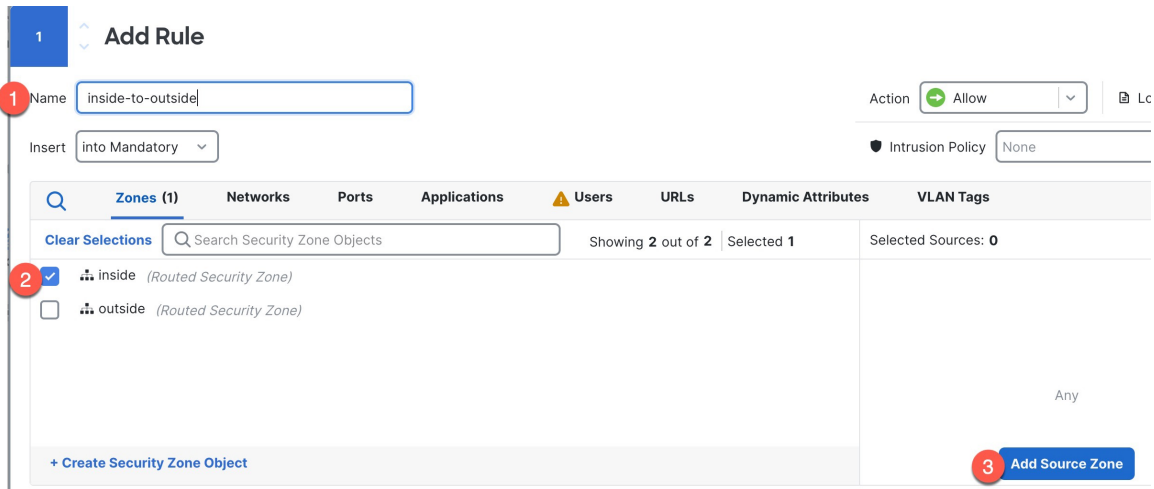 1 Add Rule
1 Name inside-to-outside Action Allow Lo
Insert into Mandatory Intrusion Policy None
Zones (1) Networks Ports Applications Users URLs Dynamic Attributes VLAN Tags
Clear Selections Search Security Zone Objects Showing 2 out of 2 Selected 1 Selected Sources: 0
2 inside (Routed Security Zone)
outside (Routed Security Zone)
Any
+ Create Security Zone Object 3 Add Source Zone